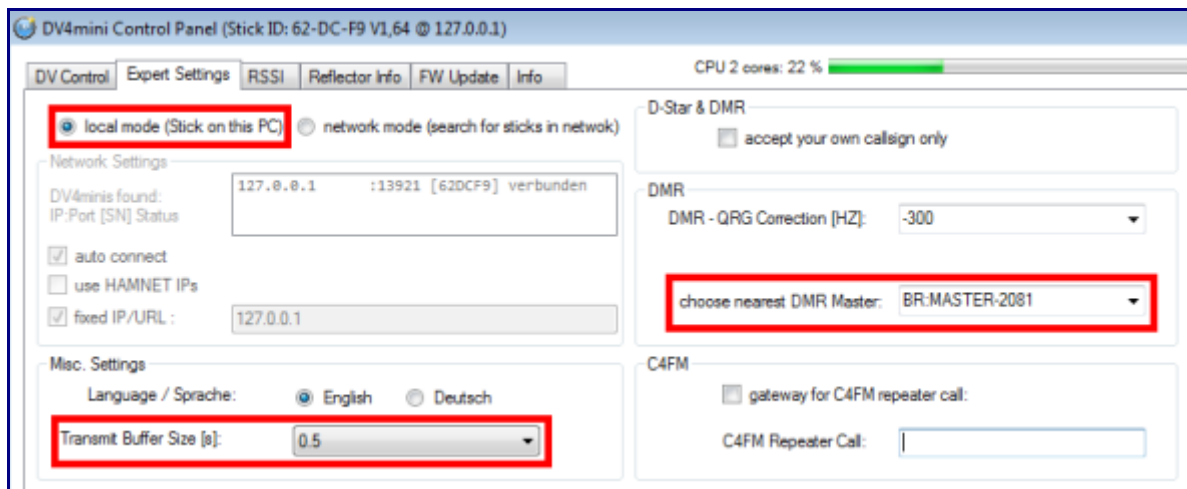 DV4mini Control Panel (Stick ID: 62-DC-F9 V1,64 @ 127.0.0.1)
DV Control Expert Settings RSSI Reflector Info FW Update Info
CPU 2 cores: 22 %
local mode (Stick on this PC) network mode (search for sticks in netwok)
Network Settings
DV4minis found:
IP:Port [SN] Status
127.0.0.1 :13921 [62DCF9] verbunden
auto connect
use HAMNET IPs
fixed IP/URL : 127.0.0.1
Misc. Settings
Language / Sprache: English Deutsch
Transmit Buffer Size [s]: 0.5
D-Star & DMR
accept your own callsign only
DMR
DMR - QRG Correction [HZ]: -300
choose nearest DMR Master: BR:MASTER-2081
C4FM
gateway for C4FM repeater call:
C4FM Repeater Call: